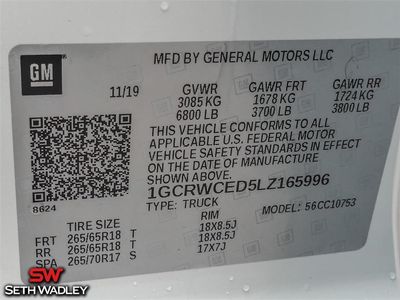 MFD BY GENERAL MOTORS LLC
GM
11/19 GVWR GAWR FRT GAWR RR
3085 KG 1678 KG 1724 KG
6800 LB 3700 LB 3800 LB
THIS VEHICLE CONFORMS TO ALL APPLICABLE
U.S. FEDERAL MOTOR VEHICLE SAFETY STANDARDS IN EFFECT
ON THE DATE OF MANUFACTURE SHOWN ABOVE.
1GCRWCED5LZ165996
8624
TYPE: TRUCK MODEL: 56CC10753
TIRE SIZE RIM
FRT 265/65R18 T 18X8.5J
RR 265/65R18 T 18X8.5J
SPA 265/70R17 S 17X7J
SW
SETH WADLEY